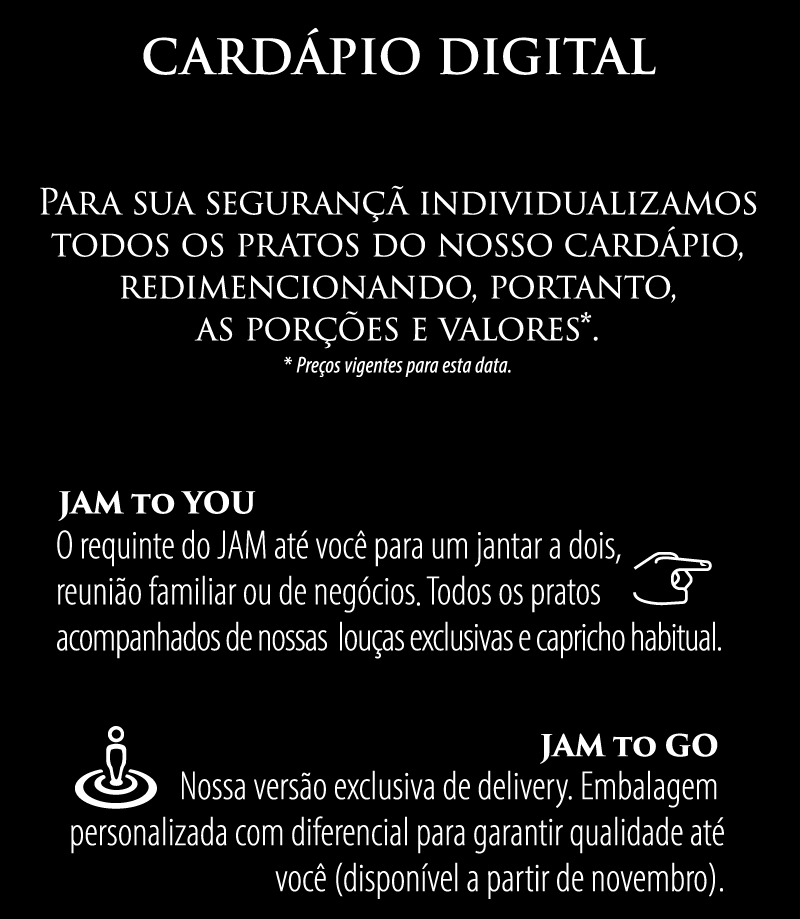 CARDÁPIO DIGITAL
PARA SUA SEGURANÇÃ INDIVIDUALIZAMOS
TODOS OS PRATOS DO NOSSO CARDÁPIO,
REDIMENCIONANDO, PORTANTO,
AS PORÇÕES E VALORES*.
* Preços vigentes para esta data.
JAM TO YOU
O requinte do JAM até você para um jantar a dois,
reunião familiar ou de negócios. Todos os pratos
acompanhados de nossas louças exclusivas e capricho habitual.
JAM TO GO
Nossa versão exclusiva de delivery. Embalagem
personalizada com diferencial para garantir qualidade até
você (disponível a partir de novembro).